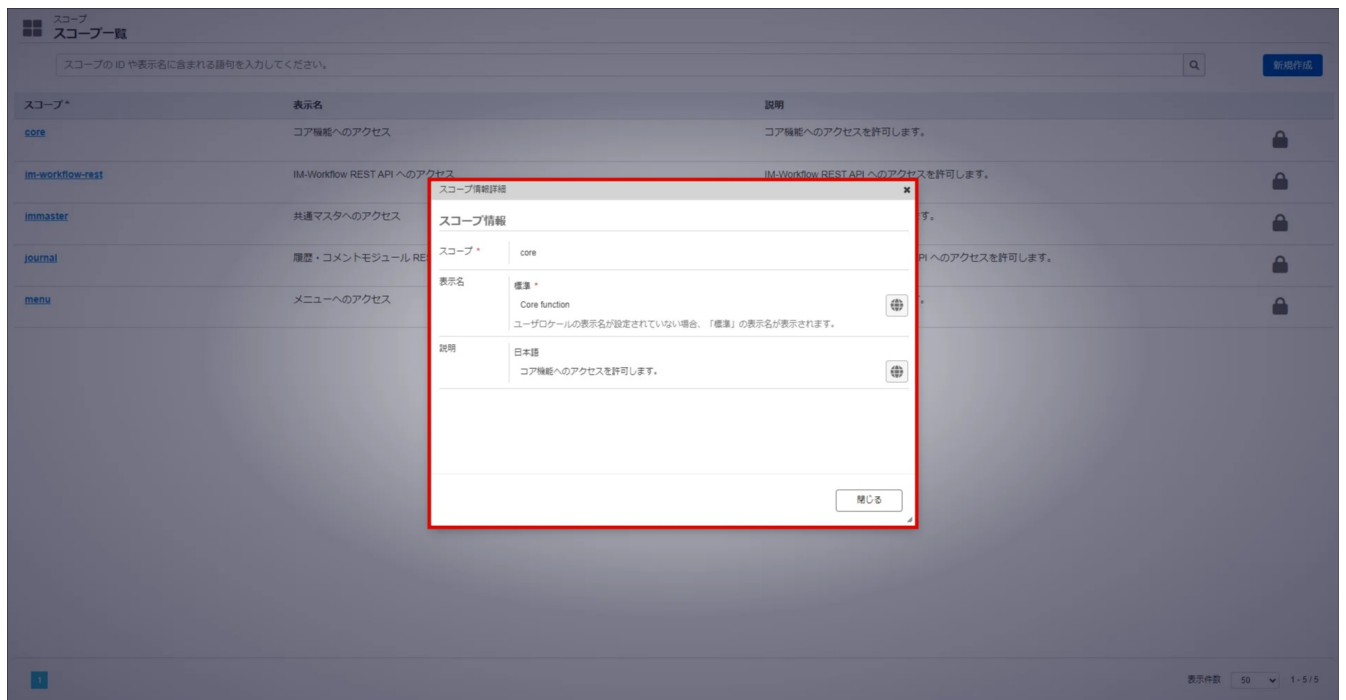 スコープ
スコープ一覧
スコープの ID や表示名に含まれる語句を入力してください。
新規作成
スコープ 表示名 説明
core コア機能へのアクセス コア機能へのアクセスを許可します。
im-workflow-rest IM-Workflow REST API へのアクセス IM-Workflow REST API へのアクセスを許可します。
immaster 共通マスタへのアクセス す。
journal 履歴・コメントモジュール RES PI へのアクセスを許可します。
menu メニューへのアクセス
スコープ情報詳細
スコープ情報
スコープ * core
表示名 標準 *
Core function
ユーザロケールの表示名が設定されていない場合、「標準」の表示名が表示されます。
説明 日本語
コア機能へのアクセスを許可します。
閉じる
1
表示件数 50 1 - 5 / 5